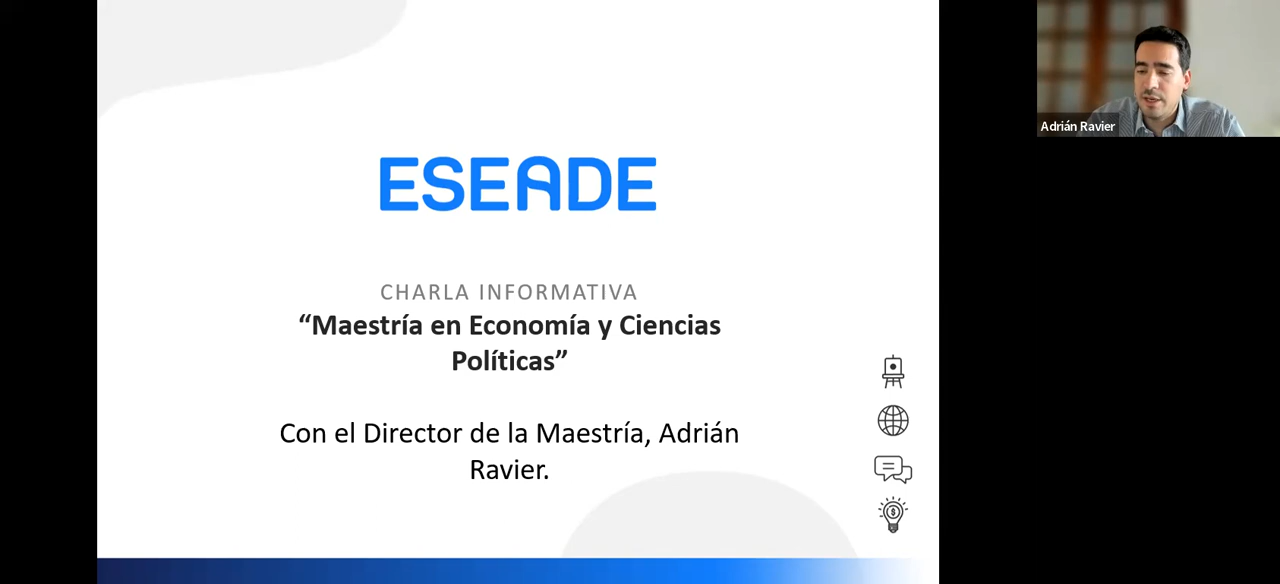 ESEADE
CHARLA INFORMATIVA
“Maestría en Economía y Ciencias
Políticas”
Con el Director de la Maestría, Adrián
Ravier.
Adrián Ravier